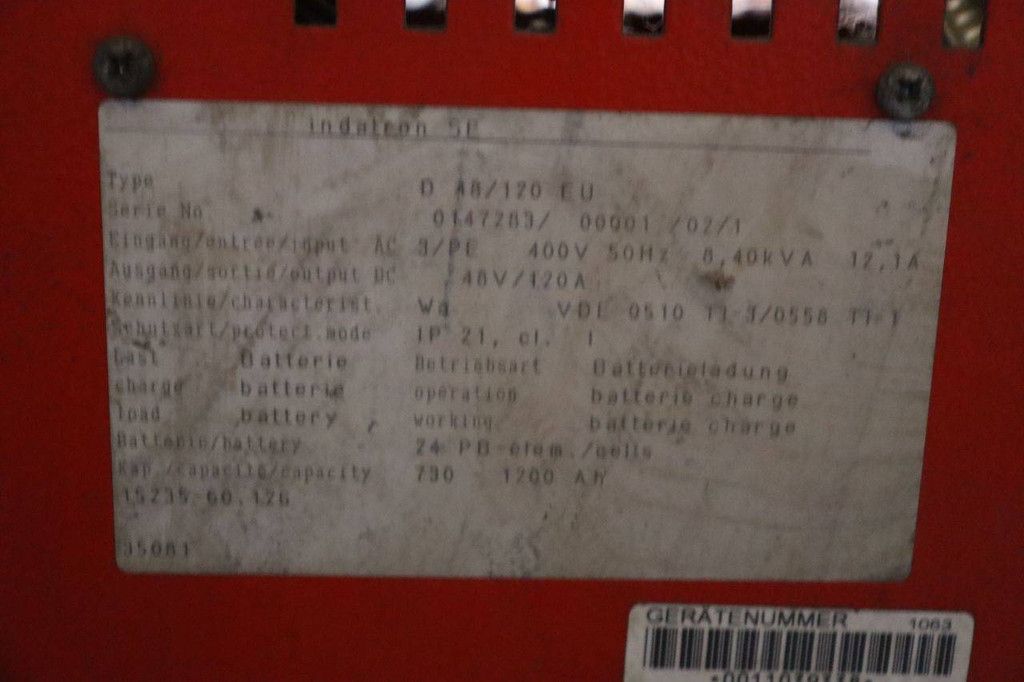 indatron SE
Type D 48/120 EU
Serie No 0147283/ 00001 /02/1
Eingang/entree/input AC 3/PE 400V 50Hz 8,40kVA 12,1A
Ausgang/sortie/output DC 48V/120A
Kennlinie/characterist. Wa VDE 0510 T1-3/0558 T1-1
Schutzart/protect.mode IP 21, cl. I
Last Batterie Betriebsart Batterieladung
charge batterie operation batterie charge
load battery , working batterie charge
Batterie/battery 24 PB-elem./cells
Kap./capacité/capacity 730 1200 Ah
15235-60.126
35081
GERÄTENUMMER 1063